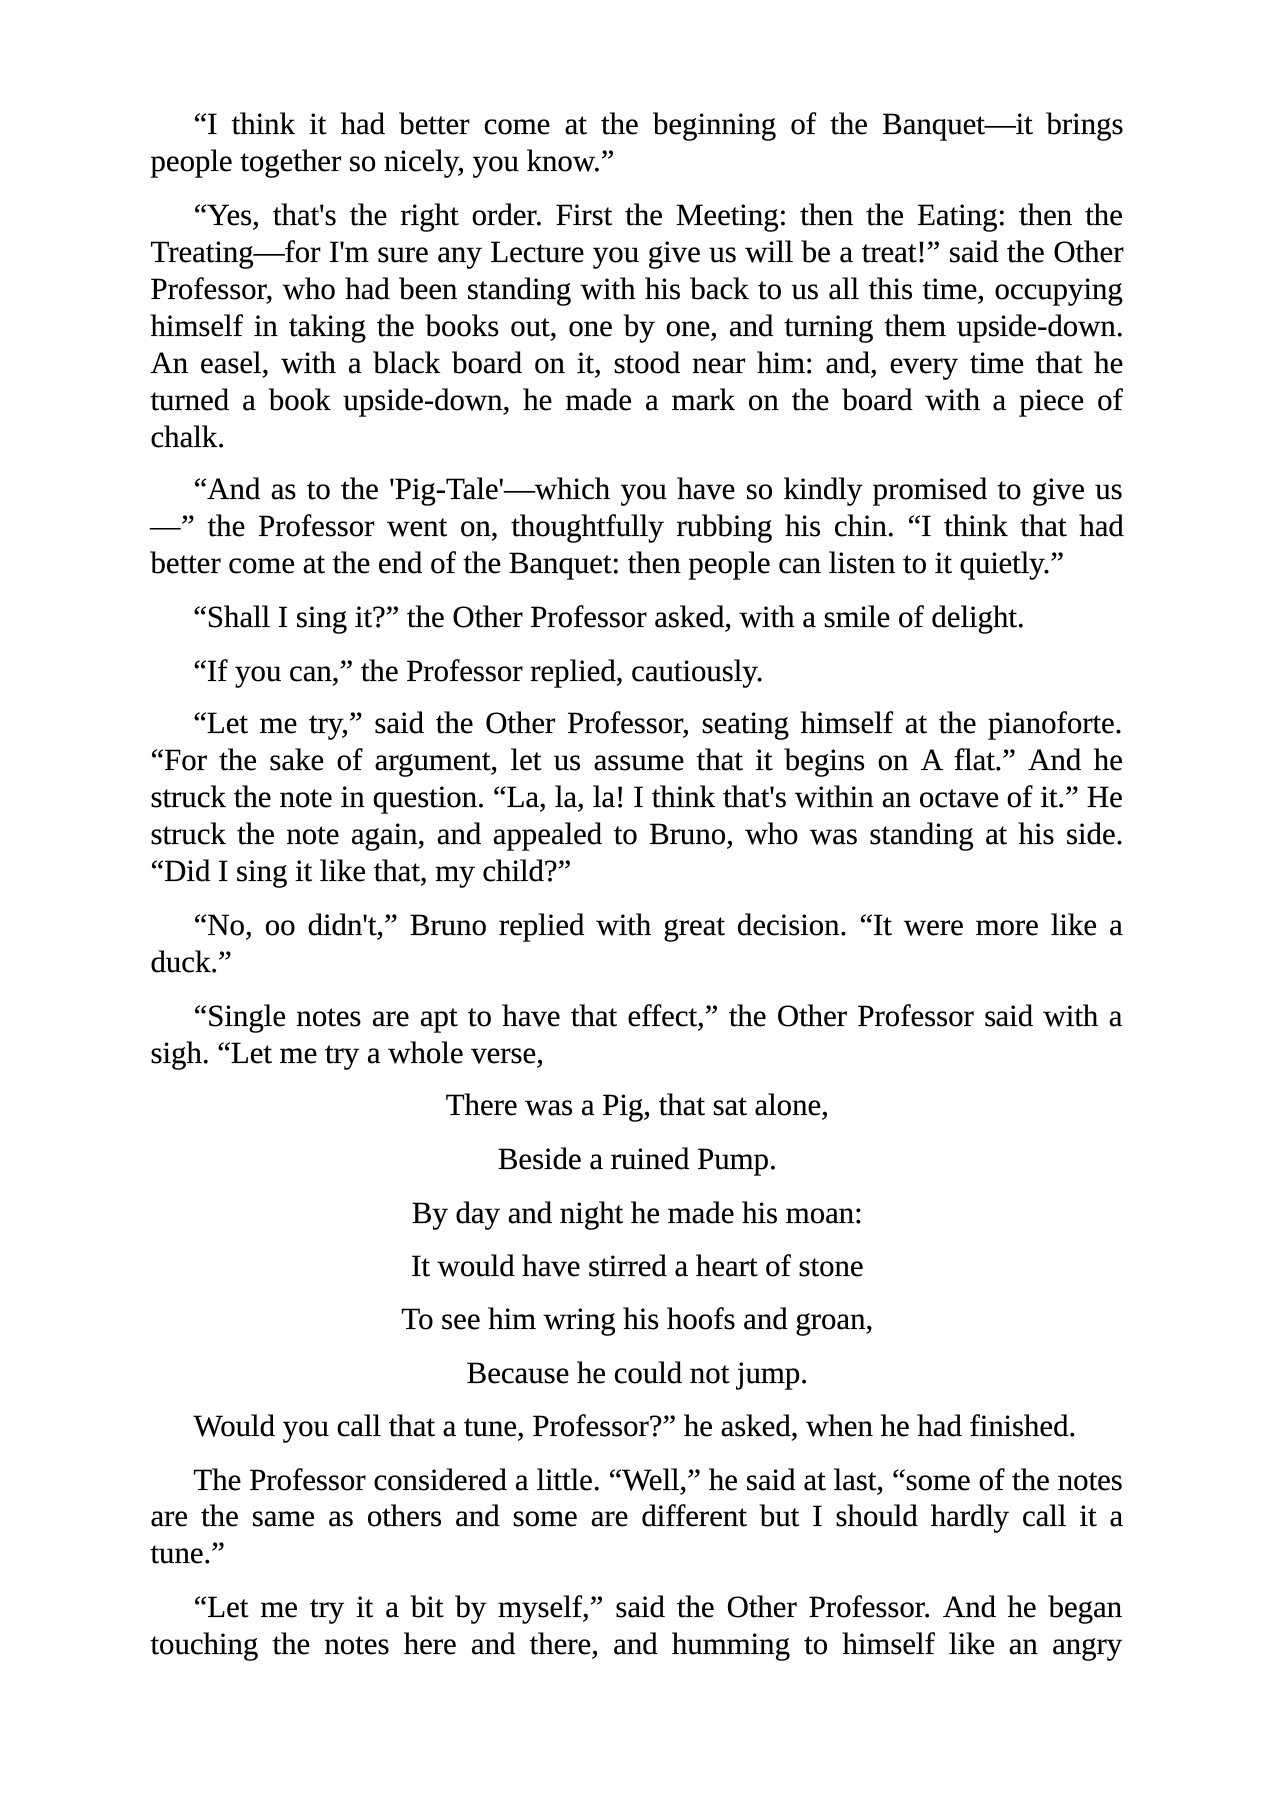 “I think it had better come at the beginning of the Banquet—it brings
people together so nicely, you know.”
“Yes, that's the right order. First the Meeting: then the Eating: then the
Treating—for I'm sure any Lecture you give us will be a treat!” said the Other
Professor, who had been standing with his back to us all this time, occupying
himself in taking the books out, one by one, and turning them upside-down.
An easel, with a black board on it, stood near him: and, every time that he
turned a book upside-down, he made a mark on the board with a piece of
chalk.
“And as to the 'Pig-Tale'—which you have so kindly promised to give us
—” the Professor went on, thoughtfully rubbing his chin. “I think that had
better come at the end of the Banquet: then people can listen to it quietly.”
“Shall I sing it?” the Other Professor asked, with a smile of delight.
“If you can,” the Professor replied, cautiously.
“Let me try,” said the Other Professor, seating himself at the pianoforte.
“For the sake of argument, let us assume that it begins on A flat.” And he
struck the note in question. “La, la, la! I think that's within an octave of it.” He
struck the note again, and appealed to Bruno, who was standing at his side.
“Did I sing it like that, my child?”
“No, oo didn't,” Bruno replied with great decision. “It were more like a
duck.”
“Single notes are apt to have that effect,” the Other Professor said with a
sigh. “Let me try a whole verse,
There was a Pig, that sat alone,
Beside a ruined Pump.
By day and night he made his moan:
It would have stirred a heart of stone
To see him wring his hoofs and groan,
Because he could not jump.
Would you call that a tune, Professor?” he asked, when he had finished.
The Professor considered a little. “Well,” he said at last, “some of the notes
are the same as others and some are different but I should hardly call it a
tune.”
“Let me try it a bit by myself,” said the Other Professor. And he began
touching the notes here and there, and humming to himself like an angry